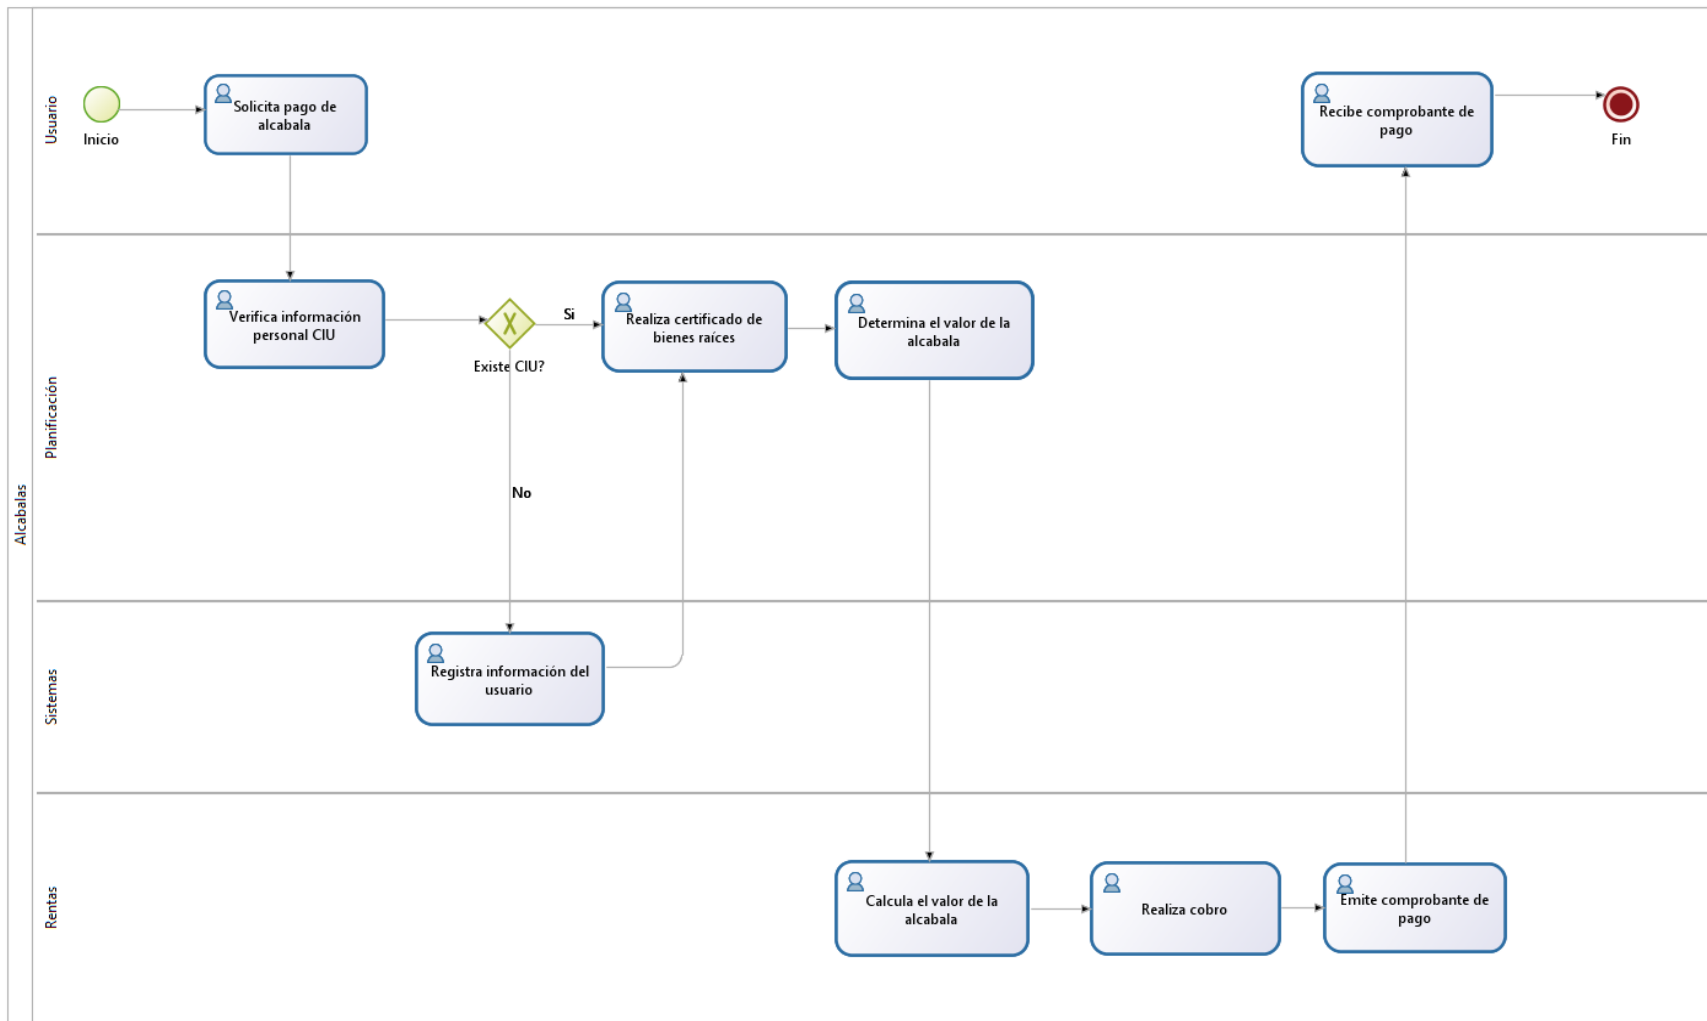 Alcabalas
Usuario
Inicio
Solicita pago de
alcabala
Recibe comprobante de
pago
Fin
Planificación
Verifica información
personal CIU
Existe CIU?
Si
No
Realiza certificado de
bienes raíces
Determina el valor de la
alcabala
Sistemas
Registra información del
usuario
Rentas
Calcula el valor de la
alcabala
Realiza cobro
Emite comprobante de
pago